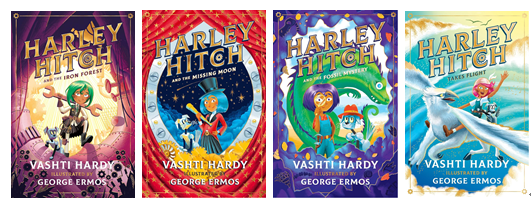 HARLEY
HITCH
AND THE IRON FOREST
VASHTI HARDY
ILLUSTRATED BY
GEORGE ERMOS
HARLEY
HITCH
AND THE MISSING MOON
VASHTI HARDY
ILLUSTRATED BY
GEORGE ERMOS
HARLEY
HITCH
AND THE FOSSIL MYSTERY
VASHTI HARDY
ILLUSTRATED BY
GEORGE ERMOS
HARLEY
HITCH
TAKES FLIGHT
VASHTI HARDY
ILLUSTRATED BY
GEORGE ERMOS